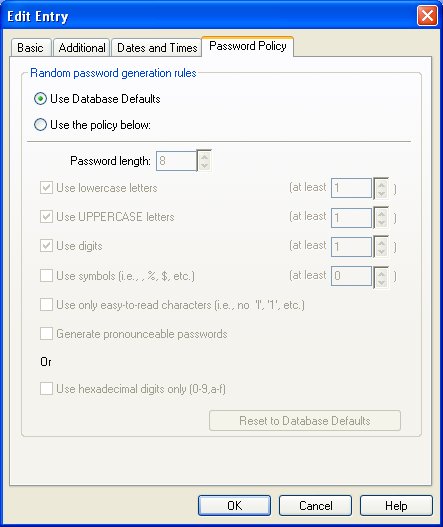 Edit Entry
Basic Additional Dates and Times Password Policy
Random password generation rules
Use Database Defaults
Use the policy below:
Password length: 8
Use lowercase letters (at least 1 )
Use UPPERCASE letters (at least 1 )
Use digits (at least 1 )
Use symbols (i.e., , %, $, etc.) (at least 0 )
Use only easy-to-read characters (i.e., no 'l', '1', etc.)
Generate pronounceable passwords
Or
Use hexadecimal digits only (0-9,a-f)
Reset to Database Defaults
OK Cancel Help